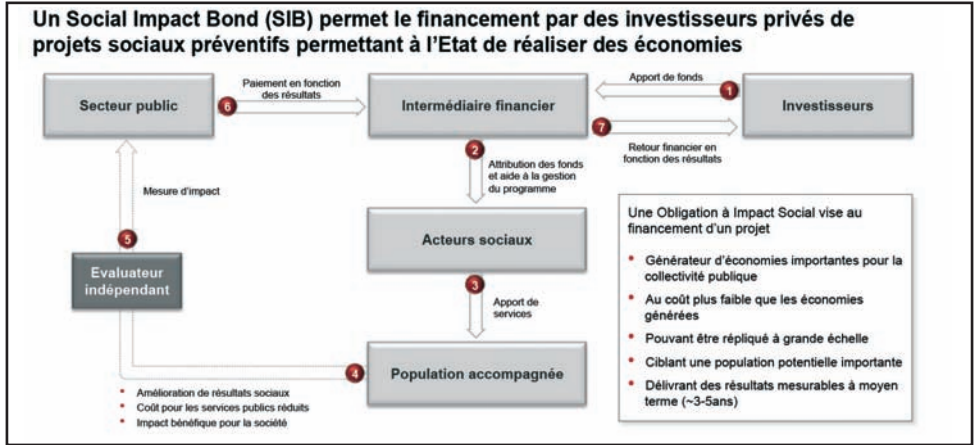 Un Social Impact Bond (SIB) permet le financement par des investisseurs privés de
projets sociaux préventifs permettant à l'Etat de réaliser des économies
Secteur public
6
Paiement en fonction
des résultats
Intermédiaire financier
Apport de fonds
1
Investisseurs
7
Retour financier en
fonction des résultats
2
Attribution des fonds
et aide à la gestion
du programme
Mesure d'impact
5
Evaluateur
indépendant
Acteurs sociaux
3
Apport de
services
4
Population accompagnée
• Amélioration de résultats sociaux
• Coût pour les services publics réduits
• Impact bénéfique pour la société
Une Obligation à Impact Social vise au
financement d'un projet
• Générateur d'économies importantes pour la
collectivité publique
• Au coût plus faible que les économies
générées
• Pouvant être répliqué à grande échelle
• Ciblant une population potentielle importante
• Délivrant des résultats mesurables à moyen
terme (~3-5ans)